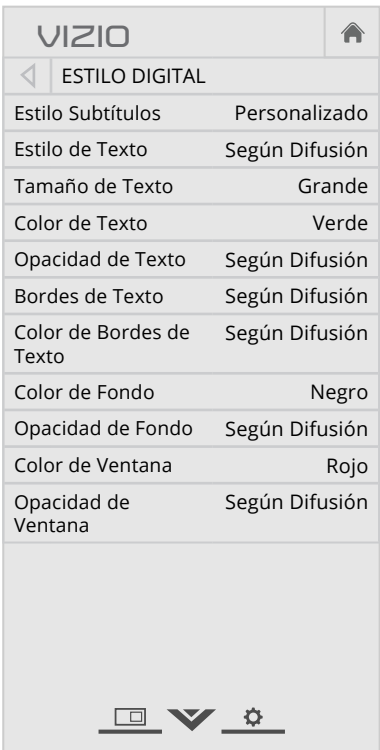 VIZIO
ESTILO DIGITAL
Estilo Subtítulos Personalizado
Estilo de Texto Según Difusión
Tamaño de Texto Grande
Color de Texto Verde
Opacidad de Texto Según Difusión
Bordes de Texto Según Difusión
Color de Bordes de Según Difusión
Texto
Color de Fondo Negro
Opacidad de Fondo Según Difusión
Color de Ventana Rojo
Opacidad de Según Difusión
Ventana